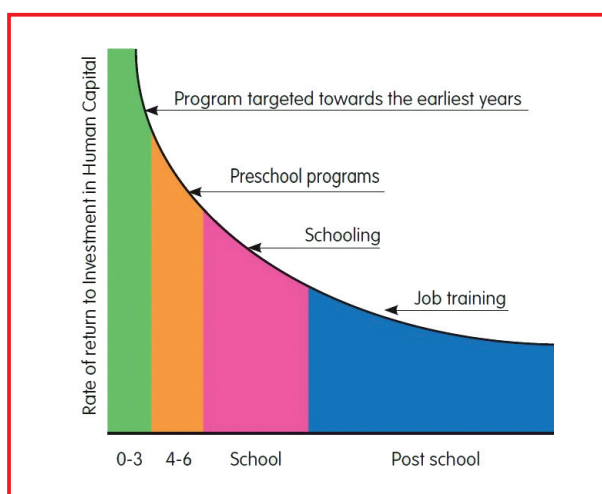 Rate of return to Investment in Human Capital
Program targeted towards the earliest years
Preschool programs
Schooling
Job training
0-3 4-6 School Post school